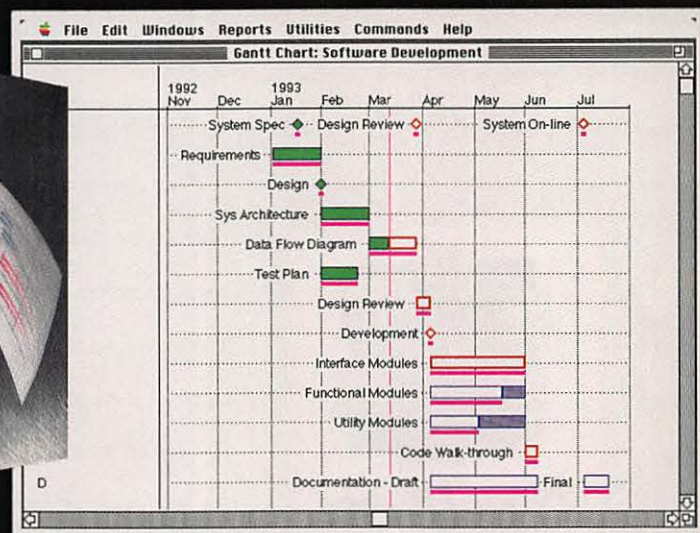 File Edit Windows Reports Utilities Commands Help
Gantt Chart: Software Development
1992 1993
Nov Dec Jan Feb Mar Apr May Jun Jul
System Spec Design Review System On-line
Requirements
Design
Sys Architecture
Data Flow Diagram
Test Plan
Design Review
Development
Interface Modules
Functional Modules
Utility Modules
Code Walk-through
D Documentation - Draft Final